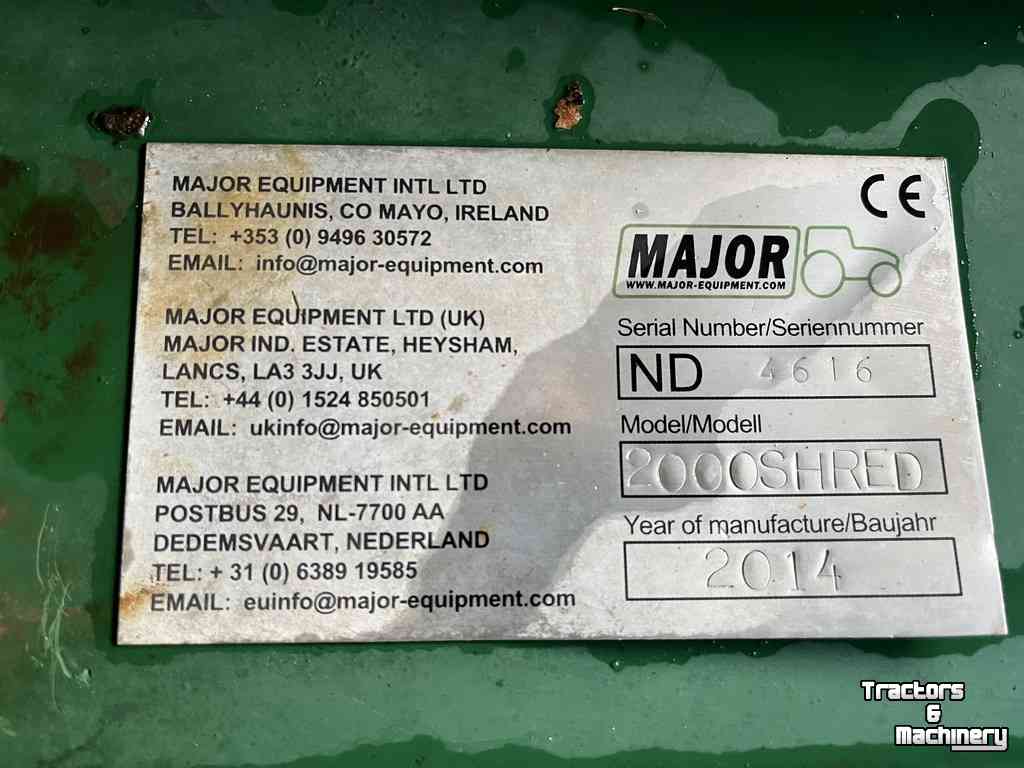 MAJOR EQUIPMENT INTL LTD
BALLYHAUNIS, CO MAYO, IRELAND
TEL: +353 (0) 9496 30572
EMAIL: info@major-equipment.com
MAJOR EQUIPMENT LTD (UK)
MAJOR IND. ESTATE, HEYSHAM,
LANCS, LA3 3JJ, UK
TEL: +44 (0) 1524 850501
EMAIL: ukinfo@major-equipment.com
MAJOR EQUIPMENT INTL LTD
POSTBUS 29, NL-7700 AA
DEDEMSVAART, NEDERLAND
TEL: + 31 (0) 6389 19585
EMAIL: euinfo@major-equipment.com
CE
MAJOR
WWW.MAJOR-EQUIPMENT.COM
Serial Number/Seriennummer
ND 4616
Model/Modell
2000SHRED
Year of manufacture/Baujahr
2014
Tractors
&
Machinery